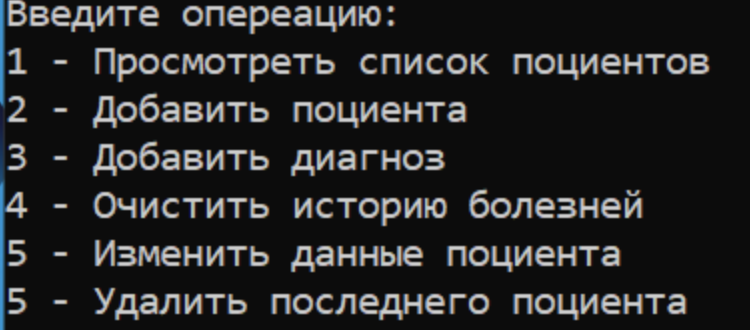 Введите опереацию:
1 - Просмотреть список поциентов
2 - Добавить поциента
3 - Добавить диагноз
4 - Очистить историю болезней
5 - Изменить данные поциента
5 - Удалить последнего поциента